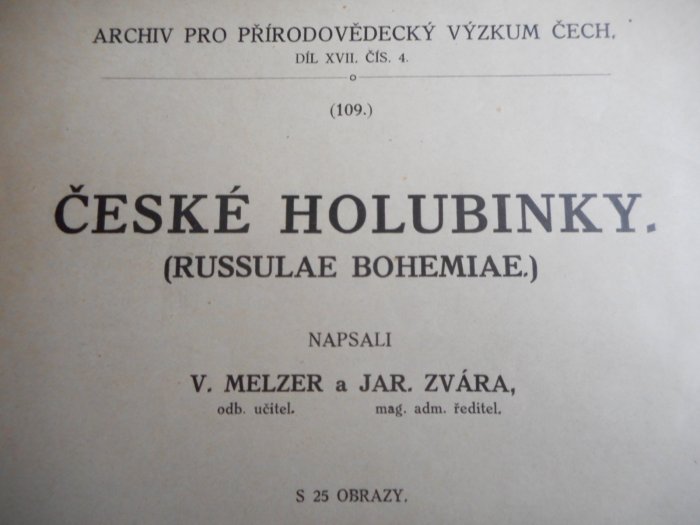 ARCHIV PRO PŘÍRODOVĚDECKÝ VÝZKUM ČECH.
DÍL XVII. ČÍS. 4.
(109.)
ČESKÉ HOLUBINKY.
(RUSSULAE BOHEMIAE.)
NAPSALI
V. MELZER a JAR. ZVÁRA,
odb. učitel. mag. adm. ředitel.
S 25 OBRAZY.